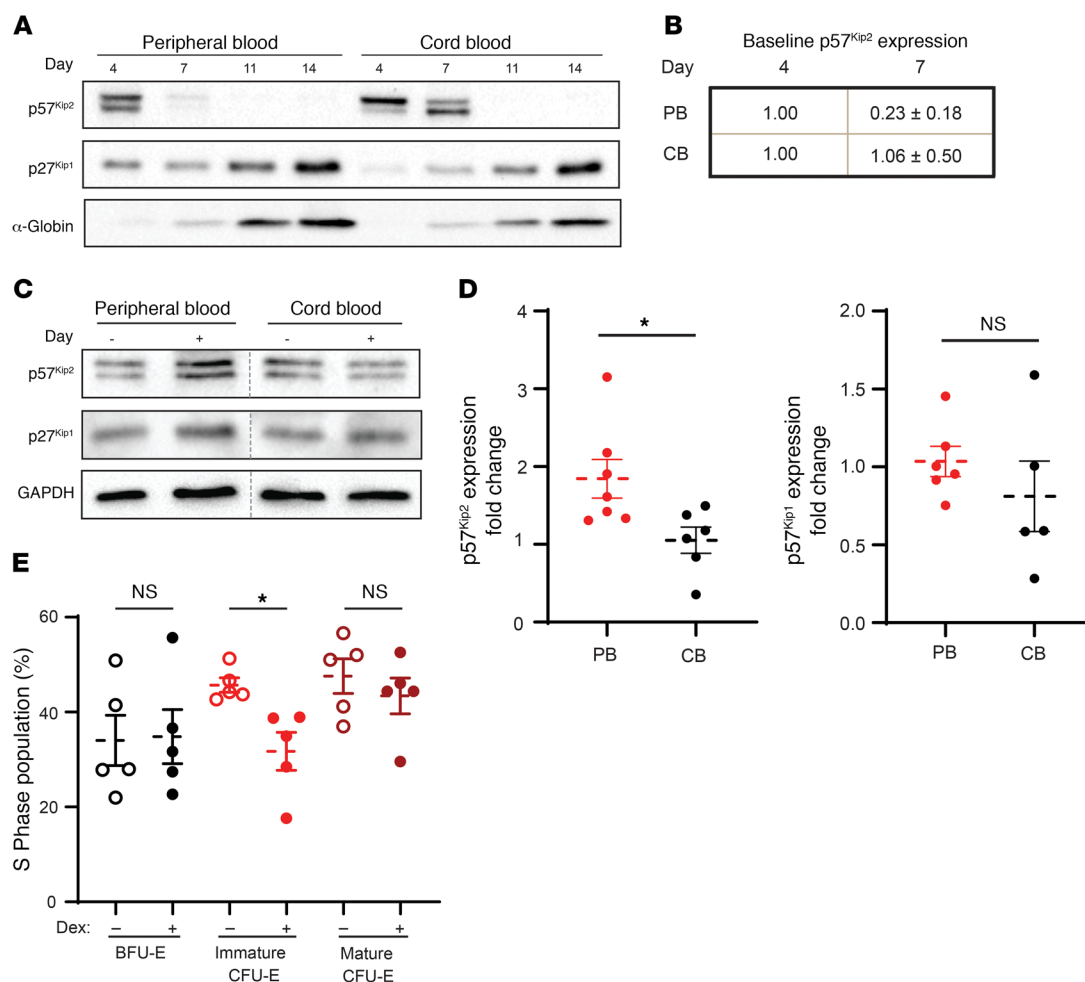 A
Peripheral blood Cord blood
Day 4 7 11 14 4 7 11 14
p57Kip2
p27Kip1
α-Globin
B
Baseline p57Kip2 expression
Day 4 7
PB 1.00 0.23 ± 0.18
CB 1.00 1.06 ± 0.50
C
Peripheral blood Cord blood
Day - + - +
p57Kip2
p27Kip1
GAPDH
D
p57Kip2 expression
fold change
4
3
2
1
0
*
PB CB
p57Kip1 expression
fold change
2.0
1.5
1.0
0.5
0.0
NS
PB CB
E
S Phase population (%)
60
40
20
0
NS * NS
Dex: – + – + – +
BFU-E Immature Mature
CFU-E CFU-E